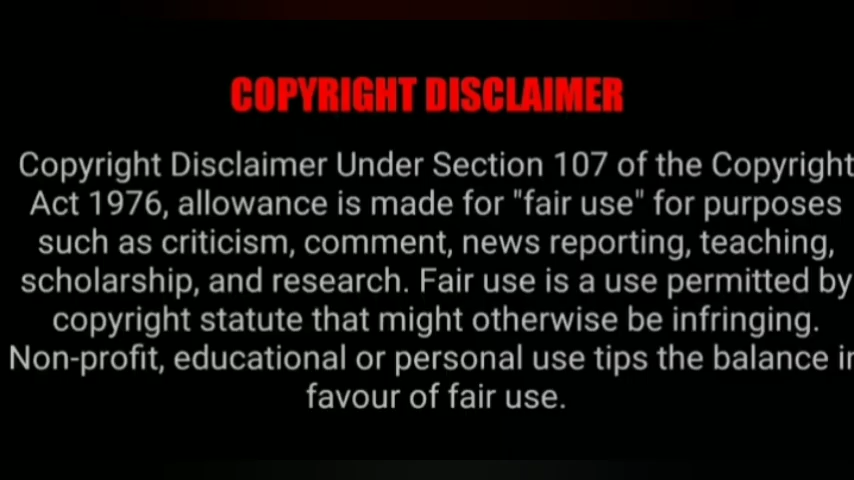 COPYRIGHT DISCLAIMER
Copyright Disclaimer Under Section 107 of the Copyright
Act 1976, allowance is made for "fair use" for purposes
such as criticism, comment, news reporting, teaching,
scholarship, and research. Fair use is a use permitted by
copyright statute that might otherwise be infringing.
Non-profit, educational or personal use tips the balance in
favour of fair use.